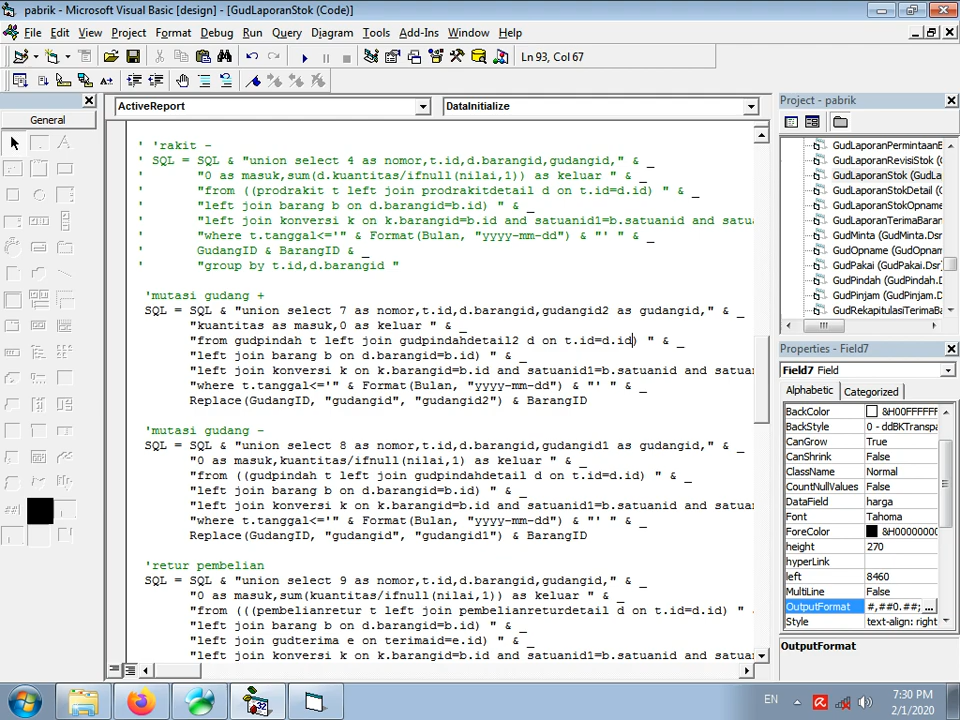 pabrik - Microsoft Visual Basic [design] - [GudLaporanStok (Code)]
File Edit View Project Format Debug Run Query Diagram Tools Add-Ins Window Help
Ln 93, Col 67
General
ActiveReport
DataInitialize
' 'rakit -
' SQL = SQL & "union select 4 as nomor,t.id,d.barangid,gudangid," & _
' "0 as masuk,sum(d.kuantitas/ifnull(nilai,1)) as keluar " & _
' "from ((prodrakit t left join prodrakitdetail d on t.id=d.id) " & _
' "left join barang b on d.barangid=b.id) " & _
' "left join konversi k on k.barangid=b.id and satuanid1=b.satuanid and satu
' "where t.tanggal<='" & Format(Bulan, "yyyy-mm-dd") & "' " & _
' GudangID & BarangID & _
' "group by t.id,d.barangid "
'mutasi gudang +
SQL = SQL & "union select 7 as nomor,t.id,d.barangid,gudangid2 as gudangid," & _
"kuantitas as masuk,0 as keluar " & _
"from gudpindah t left join gudpindahdetail2 d on t.id=d.id) " & _
"left join barang b on d.barangid=b.id) " & _
"left join konversi k on k.barangid=b.id and satuanid1=b.satuanid and satua
"where t.tanggal<='" & Format(Bulan, "yyyy-mm-dd") & "' " & _
Replace(GudangID, "gudangid", "gudangid2") & BarangID
'mutasi gudang -
SQL = SQL & "union select 8 as nomor,t.id,d.barangid,gudangid1 as gudangid," & _
"0 as masuk,kuantitas/ifnull(nilai,1) as keluar " & _
"from ((gudpindah t left join gudpindahdetail d on t.id=d.id) " & _
"left join barang b on d.barangid=b.id) " & _
"left join konversi k on k.barangid=b.id and satuanid1=b.satuanid and satua
"where t.tanggal<='" & Format(Bulan, "yyyy-mm-dd") & "' " & _
Replace(GudangID, "gudangid", "gudangid1") & BarangID
'retur pembelian
SQL = SQL & "union select 9 as nomor,t.id,d.barangid,gudangid," & _
"0 as masuk,sum(kuantitas/ifnull(nilai,1)) as keluar " & _
"from (((pembelianretur t left join pembelianreturdetail d on t.id=d.id) " &
"left join barang b on d.barangid=b.id) " & _
"left join gudterima e on terimaid=e.id) " & _
"left join konversi k on k.barangid=b.id and satuanid1=b.satuanid and satua
Project - pabrik
GudLaporanPermintaanB
GudLaporanRevisiStok (
GudLaporanStok (GudLa
GudLaporanStokDetail (
GudLaporanStokOpname
GudLaporanTerimaBaran
GudMinta (GudMinta.Dsr
GudOpname (GudOpname
GudPakai (GudPakai.Dsr)
GudPindah (GudPindah.
GudPinjam (GudPinjam.D
GudRekapitulasiTerimaBa
Properties - Field7
Field7 Field
Alphabetic Categorized
BackColor &H00FFFFFF
BackStyle 0 - ddBKTranspa
CanGrow True
CanShrink False
ClassName Normal
CountNullValues False
DataField harga
Font Tahoma
ForeColor &H0000000
height 270
hyperLink
left 8460
MultiLine False
OutputFormat #,##0.##; ...
Style text-align: right
OutputFormat
EN
7:30 PM
2/1/2020